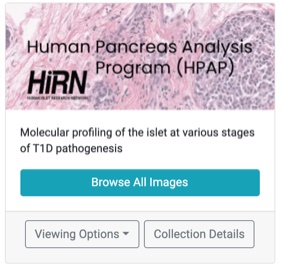 Human Pancreas Analysis
Program (HPAP)
HiRN
HUMAN ISLET RESEARCH NETWORK
Molecular profiling of the islet at various stages
of T1D pathogenesis
Browse All Images
Viewing Options
Collection Details